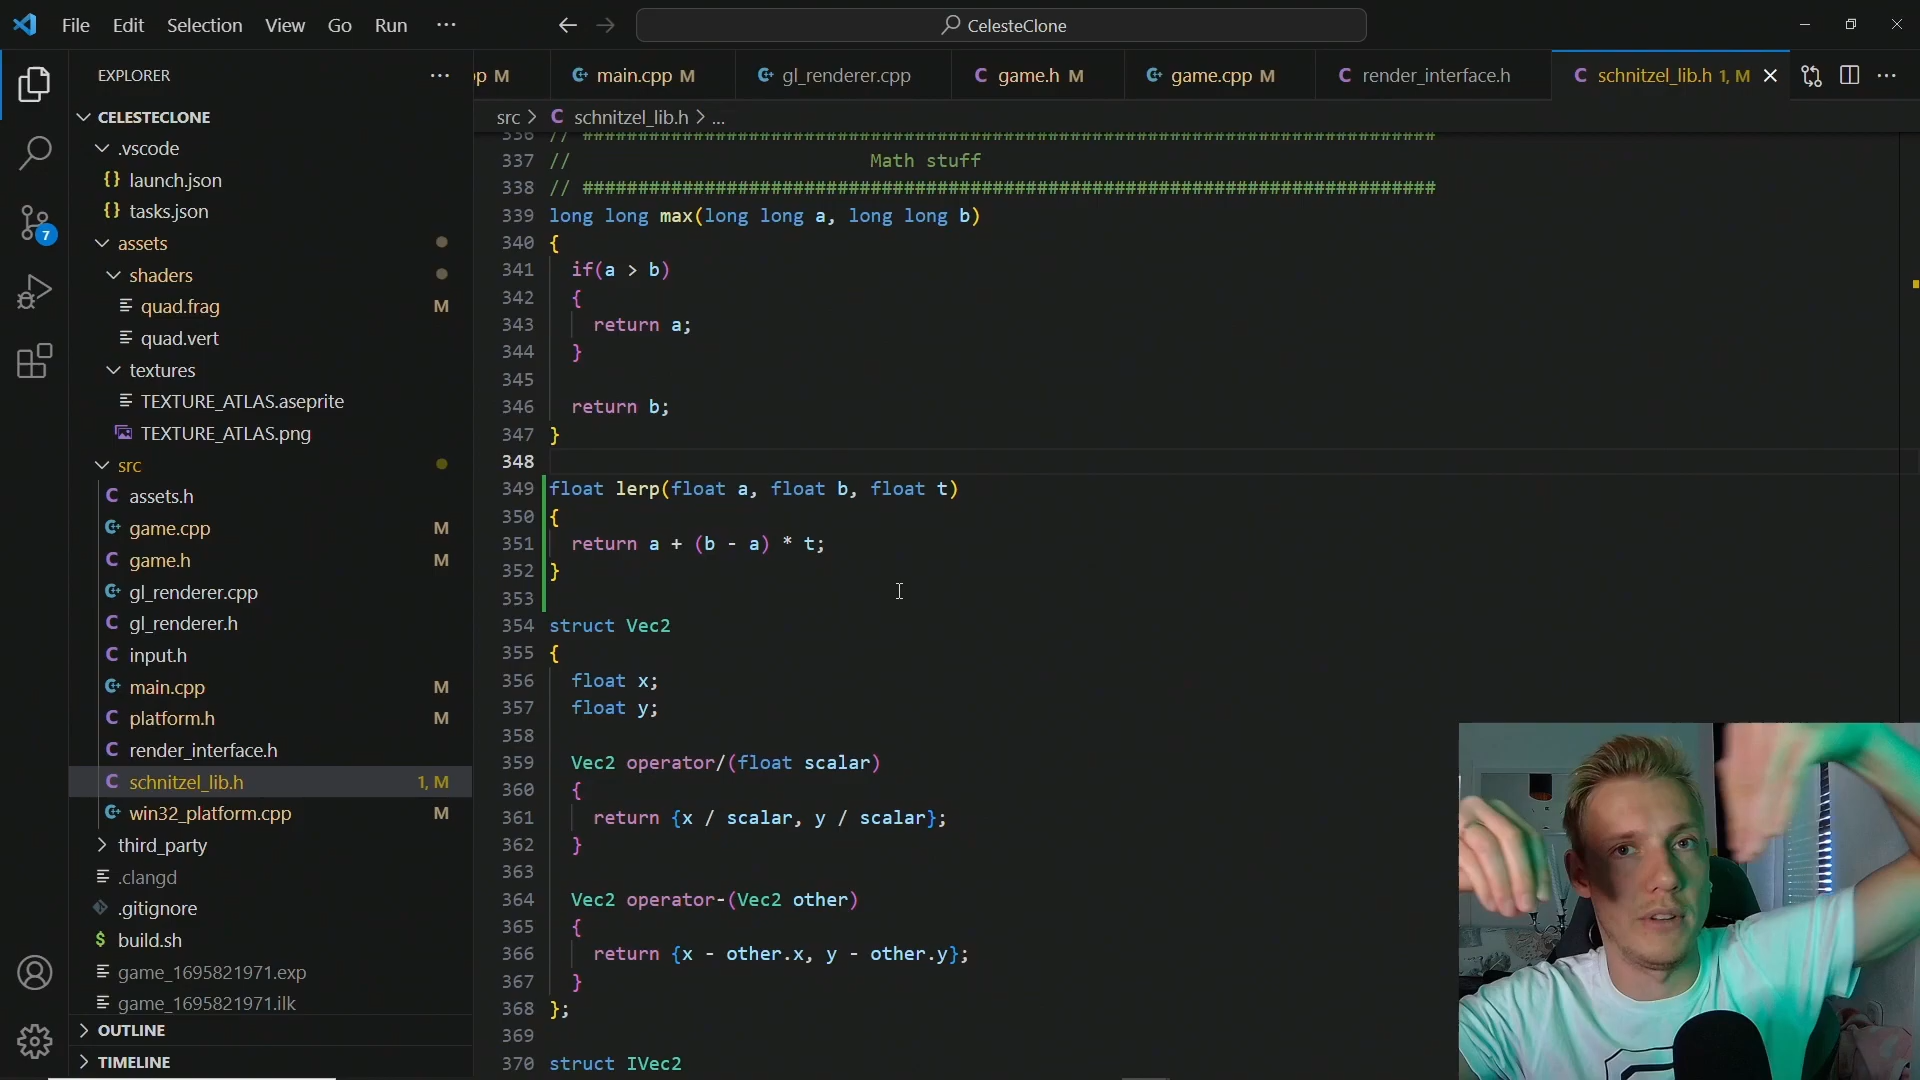 File Edit Selection View Go Run ···
CelesteClone
EXPLORER
CELESTECLONE
.vscode
{} launch.json
{} tasks.json
assets
shaders
quad.frag M
quad.vert
textures
TEXTURE_ATLAS.aseprite
TEXTURE_ATLAS.png
src
C assets.h
game.cpp M
C game.h M
gl_renderer.cpp
C gl_renderer.h
C input.h
main.cpp M
C platform.h M
C render_interface.h
C schnitzel_lib.h 1, M
win32_platform.cpp M
third_party
.clangd
.gitignore
$ build.sh
game_1695821971.exp
game_1695821971.ilk
OUTLINE
TIMELINE
7
pp M main.cpp M gl_renderer.cpp C game.h M game.cpp M C render_interface.h C schnitzel_lib.h 1, M
src > C schnitzel_lib.h > ...
336 // #############################################################################
337 // Math stuff
338 // #############################################################################
339 long long max(long long a, long long b)
340 {
341 if(a > b)
342 {
343 return a;
344 }
345
346 return b;
347 }
348
349 float lerp(float a, float b, float t)
350 {
351 return a + (b - a) * t;
352 }
353
354 struct Vec2
355 {
356 float x;
357 float y;
358
359 Vec2 operator/(float scalar)
360 {
361 return {x / scalar, y / scalar};
362 }
363
364 Vec2 operator-(Vec2 other)
365 {
366 return {x - other.x, y - other.y};
367 }
368 };
369
370 struct IVec2